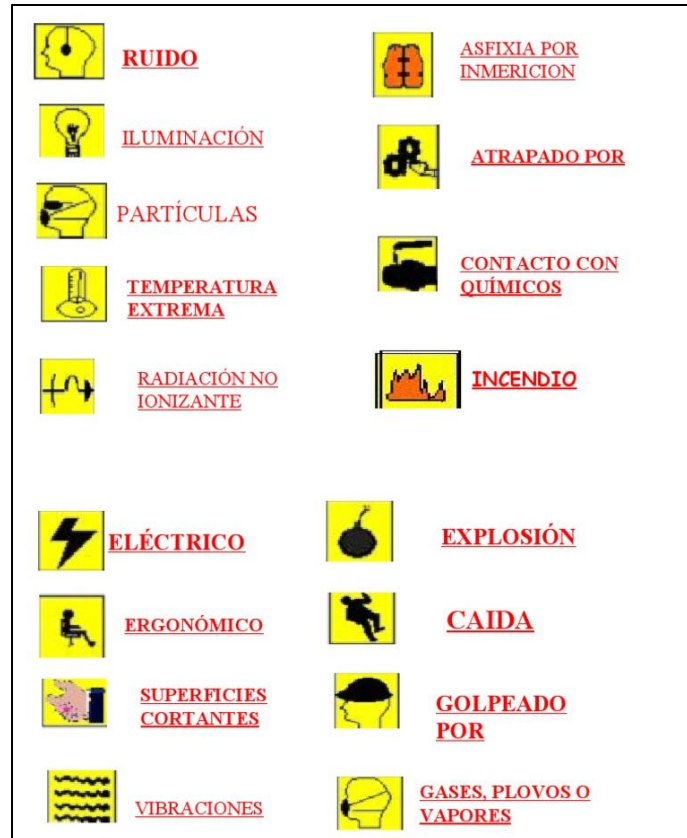 RUIDO
ASFIXIA POR
INMERICION
ILUMINACIÓN
ATRAPADO POR
PARTÍCULAS
CONTACTO CON
QUÍMICOS
TEMPERATURA
EXTREMA
RADIACIÓN NO
IONIZANTE
INCENDIO
ELÉCTRICO
EXPLOSIÓN
ERGONÓMICO
CAIDA
SUPERFICIES
CORTANTES
GOLPEADO
POR
VIBRACIONES
GASES, PLOVOS O
VAPORES